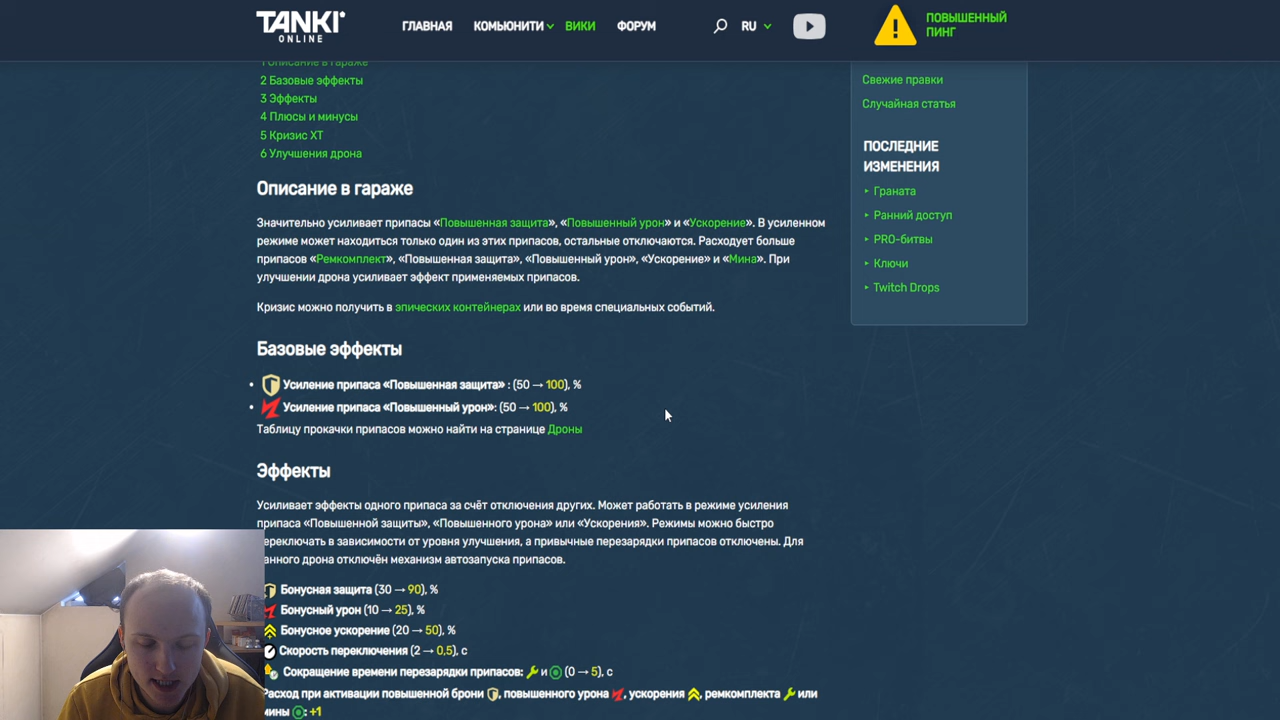 TANKI
ONLINE
ГЛАВНАЯ
КОМЬЮНИТИ
ВИКИ
ФОРУМ
RU
ПОВЫШЕННЫЙ
ПИНГ
1 Описание в гараже
2 Базовые эффекты
3 Эффекты
4 Плюсы и минусы
5 Кризис XT
6 Улучшения дрона
Свежие правки
Случайная статья
ПОСЛЕДНИЕ
ИЗМЕНЕНИЯ
Граната
Ранний доступ
PRO-битвы
Ключи
Twitch Drops
Описание в гараже
Значительно усиливает припасы «Повышенная защита», «Повышенный урон» и «Ускорение». В усиленном
режиме может находиться только один из этих припасов, остальные отключаются. Расходует больше
припасов «Ремкомплект», «Повышенная защита», «Повышенный урон», «Ускорение» и «Мина». При
улучшении дрона усиливает эффект применяемых припасов.
Кризис можно получить в эпических контейнерах или во время специальных событий.
Базовые эффекты
• Усиление припаса «Повышенная защита» : (50 → 100), %
• Усиление припаса «Повышенный урон»: (50 → 100), %
Таблицу прокачки припасов можно найти на странице Дроны
Эффекты
Усиливает эффекты одного припаса за счёт отключения других. Может работать в режиме усиления
припаса «Повышенной защиты», «Повышенного урона» или «Ускорения». Режимы можно быстро
переключать в зависимости от уровня улучшения, а привычные перезарядки припасов отключены. Для
данного дрона отключён механизм автозапуска припасов.
Бонусная защита (30 → 90), %
Бонусный урон (10 → 25), %
Бонусное ускорение (20 → 50), %
Скорость переключения (2 → 0.5), с
Сокращение времени перезарядки припасов: и (0 → 5), с
Расход при активации повышенной брони , повышенного урона , ускорения , ремкомплекта или
мины : +1